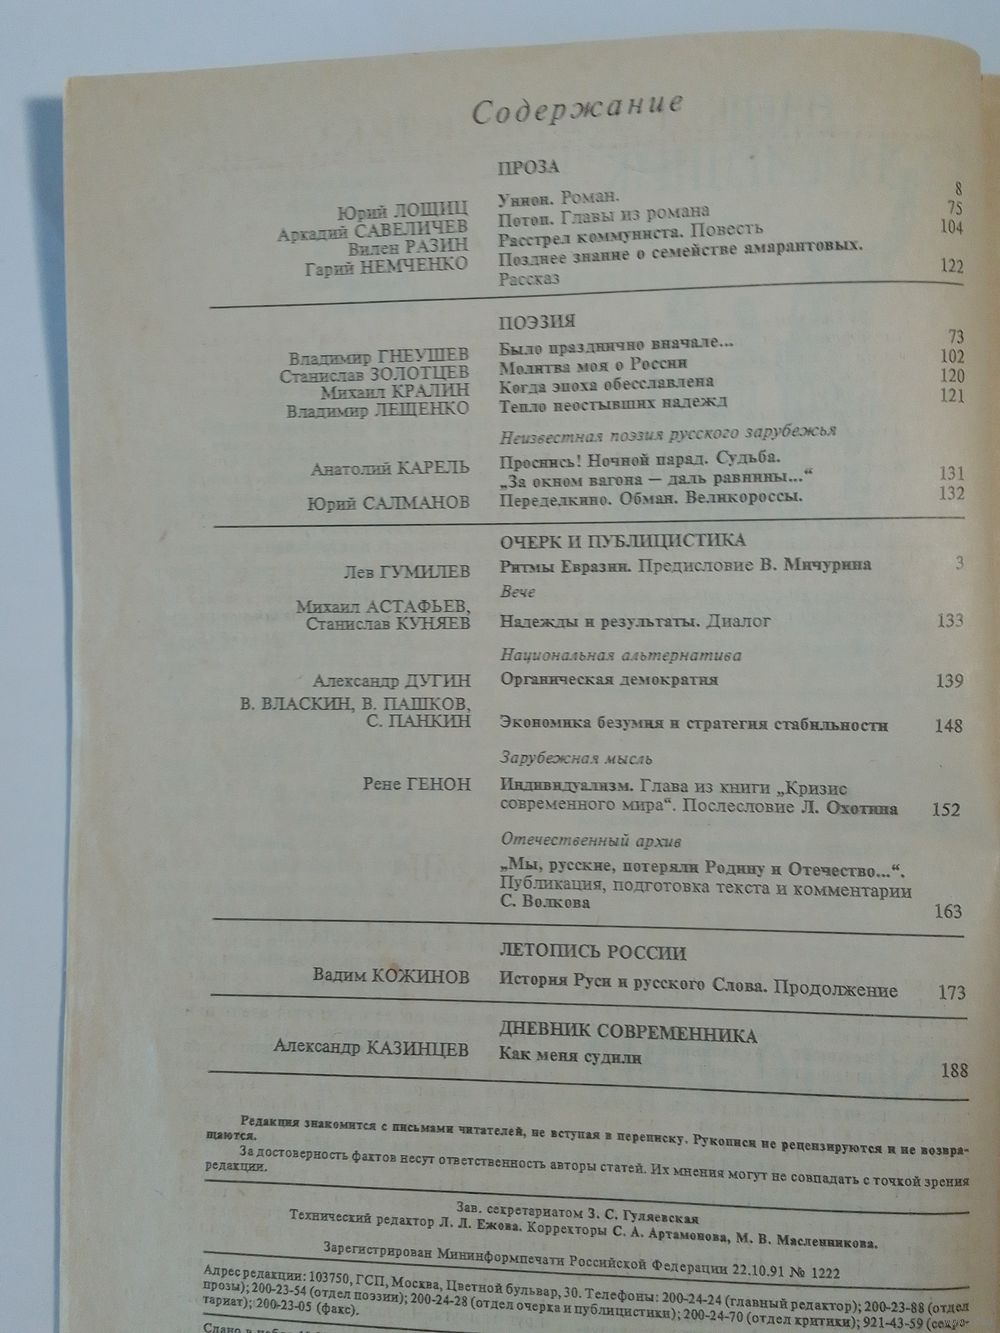 Содержание
ПРОЗА
Юрий ЛОЩИЦ Унион. Роман. 8
Аркадий САВЕЛИЧЕВ Потоп. Главы из романа 75
Вилен РАЗИН Расстрел коммуниста. Повесть 104
Гарий НЕМЧЕНКО Позднее знание о семействе амарантовых.
Рассказ 122
ПОЭЗИЯ
Владимир ГНЕУШЕВ Было празднично вначале... 73
Станислав ЗОЛОТЦЕВ Молитва моя о России 102
Михаил КРАЛИН Когда эпоха обесславлена 120
Владимир ЛЕЩЕНКО Тепло неостывших надежд 121
Неизвестная поэзия русского зарубежья
Анатолий КАРЕЛЬ Проснись! Ночной парад. Судьба.
„За окном вагона — даль равнины...“ 131
Юрий САЛМАНОВ Переделкино. Обман. Великороссы. 132
ОЧЕРК И ПУБЛИЦИСТИКА
Лев ГУМИЛЕВ Ритмы Евразии. Предисловие В. Мичурина 3
Вече
Михаил АСТАФЬЕВ,
Станислав КУНЯЕВ Надежды и результаты. Диалог 133
Национальная альтернатива
Александр ДУГИН Органическая демократия 139
В. ВЛАСКИН, В. ПАШКОВ,
С. ПАНКИН Экономика безумия и стратегия стабильности 148
Зарубежная мысль
Рене ГЕНОН Индивидуализм. Глава из книги „Кризис
современного мира“. Послесловие Л. Охотина 152
Отечественный архив
„Мы, русские, потеряли Родину и Отечество...“.
Публикация, подготовка текста и комментарии
С. Волкова 163
ЛЕТОПИСЬ РОССИИ
Вадим КОЖИНОВ История Руси и русского Слова. Продолжение 173
ДНЕВНИК СОВРЕМЕННИКА
Александр КАЗИНЦЕВ Как меня судили 188
Редакция знакомится с письмами читателей, не вступая в переписку. Рукописи не рецензируются и не возвра-
щаются.
За достоверность фактов несут ответственность авторы статей. Их мнения могут не совпадать с точкой зрения
редакции.
Зав. секретариатом З. С. Гуляевская
Технический редактор Л. Л. Ежова. Корректоры С. А. Артамонова, М. В. Масленникова.
Зарегистрирован Мининформпечати Российской Федерации 22.10.91 № 1222
Адрес редакции: 103750, ГСП, Москва, Цветной бульвар, 30. Телефоны: 200-24-24 (главный редактор); 200-23-88 (отдел
прозы); 200-23-54 (отдел поэзии); 200-24-28 (отдел очерка и публицистики); 200-24-70 (отдел критики); 921-43-59 (секре-
тариат); 200-23-05 (факс).
Сдано в набор